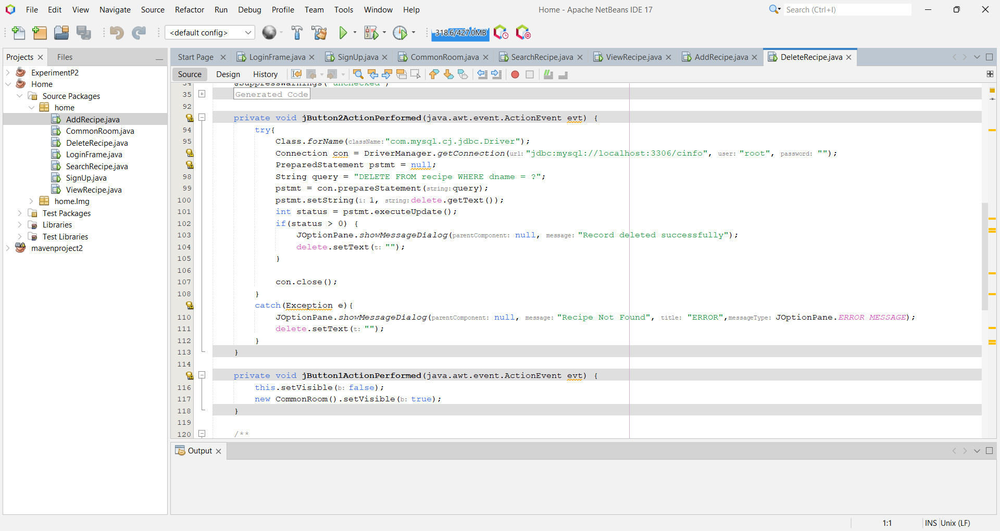 File Edit View Navigate Source Refactor Run Debug Profile Team Tools Window Help
Home - Apache NetBeans IDE 17
Search (Ctrl+I)
<default config>
318.6/427.0MB
Projects
Files
ExperimentP2
Home
Source Packages
home
AddRecipe.java
CommonRoom.java
DeleteRecipe.java
LoginFrame.java
SearchRecipe.java
SignUp.java
ViewRecipe.java
home.Img
Test Packages
Libraries
Test Libraries
mavenproject2
Start Page LoginFrame.java SignUp.java CommonRoom.java SearchRecipe.java ViewRecipe.java AddRecipe.java DeleteRecipe.java
Source Design History
34 @SuppressWarnings("unchecked")
35 Generated Code
92
private void jButton2ActionPerformed(java.awt.event.ActionEvent evt) {
94 try{
95 Class.forName(className:"com.mysql.cj.jdbc.Driver");
Connection con = DriverManager.getConnection(url: "jdbc:mysql://localhost:3306/cinfo", user: "root", password: "");
PreparedStatement pstmt = null;
98 String query = "DELETE FROM recipe WHERE dname = ?";
99 pstmt = con.prepareStatement(string: query);
100 pstmt.setString(i: 1, string: delete.getText());
101 int status = pstmt.executeUpdate();
102 if(status > 0) {
103 JOptionPane.showMessageDialog(parentComponent: null, message: "Record deleted successfully");
104 delete.setText(t: "");
105 }
106
107 con.close();
108 }
catch(Exception e){
110 JOptionPane.showMessageDialog(parentComponent: null, message: "Recipe Not Found", title: "ERROR",messageType: JOptionPane.ERROR_MESSAGE);
111 delete.setText(t: "");
112 }
113 }
114
private void jButton1ActionPerformed(java.awt.event.ActionEvent evt) {
116 this.setVisible(b: false);
117 new CommonRoom().setVisible(b: true);
118 }
119
120 /**
Output
1:1 INS Unix (LF)